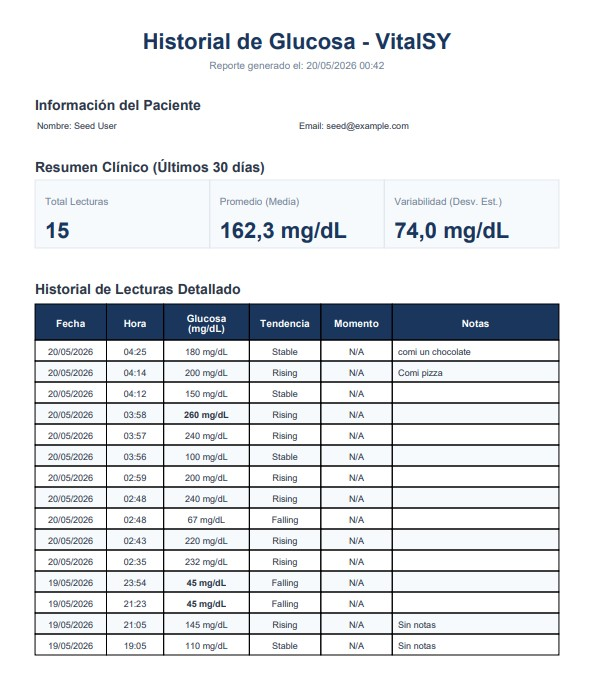 Historial de Glucosa - VitalSY
Reporte generado el: 20/05/2026 00:42
Información del Paciente
Nombre: Seed User Email: seed@example.com
Resumen Clínico (Últimos 30 días)
Total Lecturas Promedio (Media) Variabilidad (Desv. Est.)
15 162,3 mg/dL 74,0 mg/dL
Historial de Lecturas Detallado
Fecha Hora Glucosa (mg/dL) Tendencia Momento Notas
20/05/2026 04:25 180 mg/dL Stable N/A comi un chocolate
20/05/2026 04:14 200 mg/dL Rising N/A Comi pizza
20/05/2026 04:12 150 mg/dL Stable N/A
20/05/2026 03:58 260 mg/dL Rising N/A
20/05/2026 03:57 240 mg/dL Rising N/A
20/05/2026 03:56 100 mg/dL Stable N/A
20/05/2026 02:59 200 mg/dL Rising N/A
20/05/2026 02:48 240 mg/dL Rising N/A
20/05/2026 02:48 67 mg/dL Falling N/A
20/05/2026 02:43 220 mg/dL Rising N/A
20/05/2026 02:35 232 mg/dL Rising N/A
19/05/2026 23:54 45 mg/dL Falling N/A
19/05/2026 21:23 45 mg/dL Falling N/A
19/05/2026 21:05 145 mg/dL Rising N/A Sin notas
19/05/2026 19:05 110 mg/dL Stable N/A Sin notas